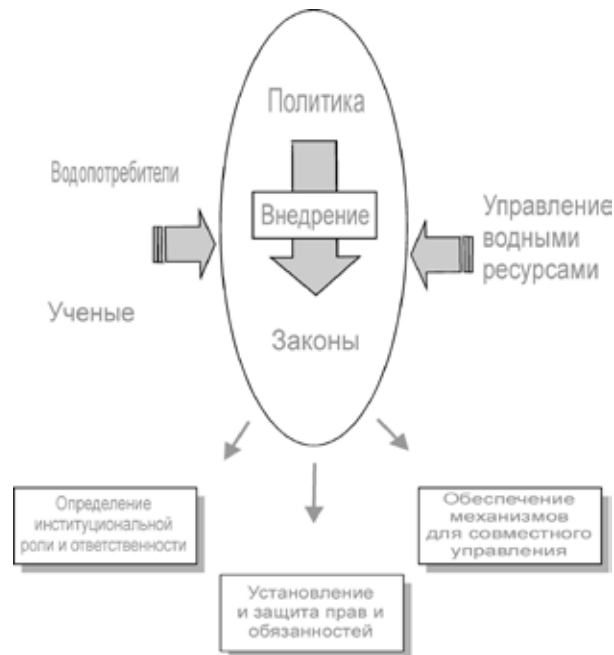 Политика
Водопотребители
Внедрение
Управление
водными
ресурсами
Ученые
Законы
Определение
институциональной
роли и ответственности
Обеспечение
механизмов
для совместного
управления
Установление
и защита прав и
обязанностей